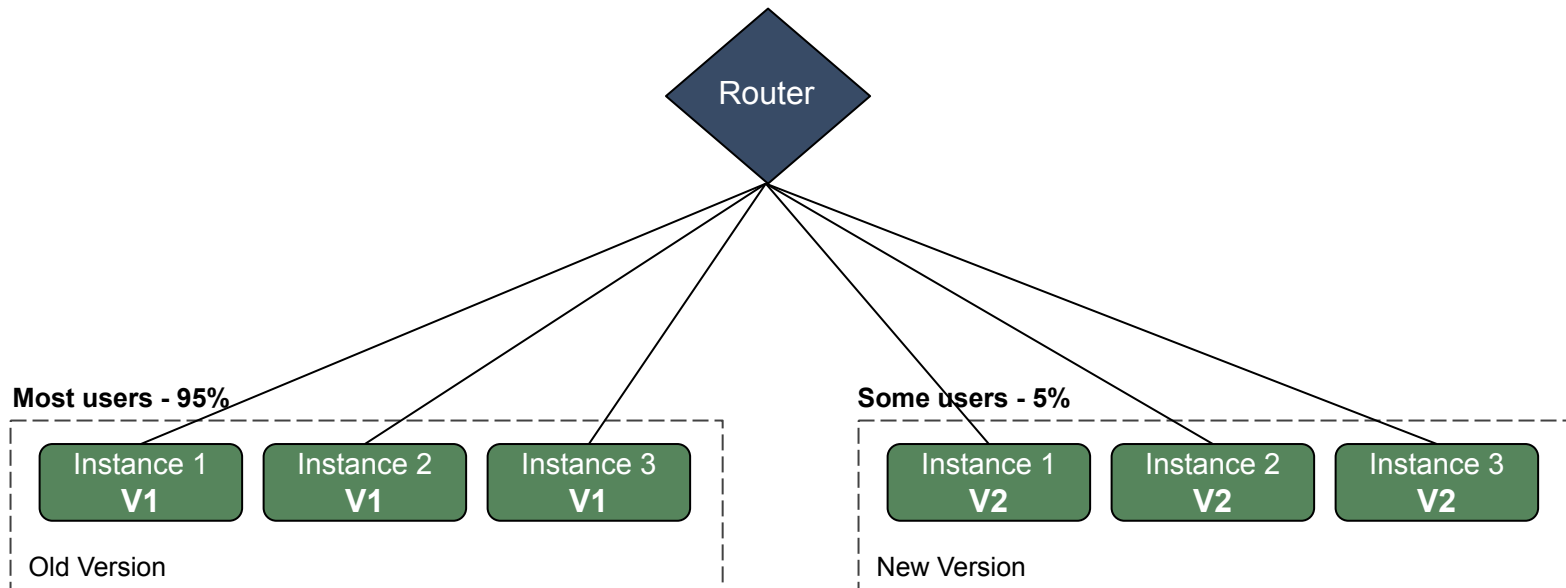 Router
Most users - 95%
Some users - 5%
Instance 1
V1
Instance 2
V1
Instance 3
V1
Instance 1
V2
Instance 2
V2
Instance 3
V2
Old Version
New Version